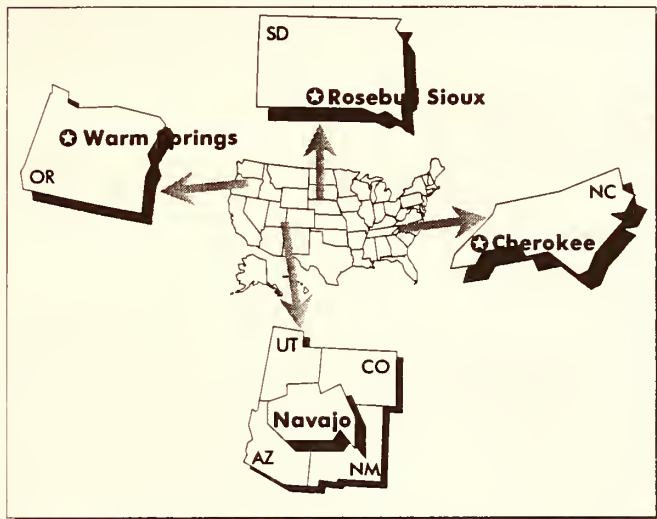 SD
Rosebud Sioux
Warm Springs
OR
NC
Cherokee
UT
CO
Navajo
AZ
NM